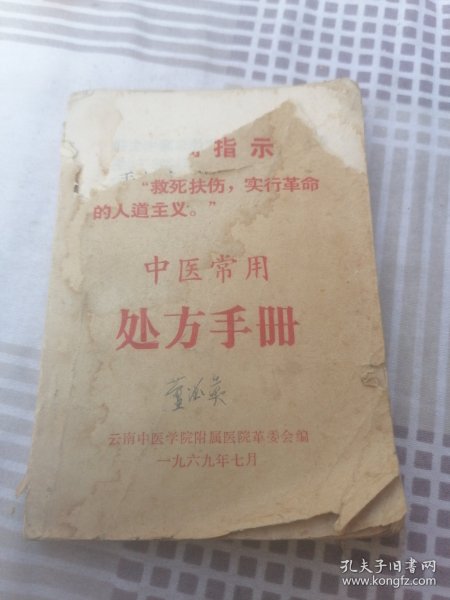 指示
“救死扶伤，实行革命
的人道主义。”
中医常用
处方手册
云南中医学院附属医院革委会编
一九六九年七月
孔夫子旧书网
www.kongfz.com